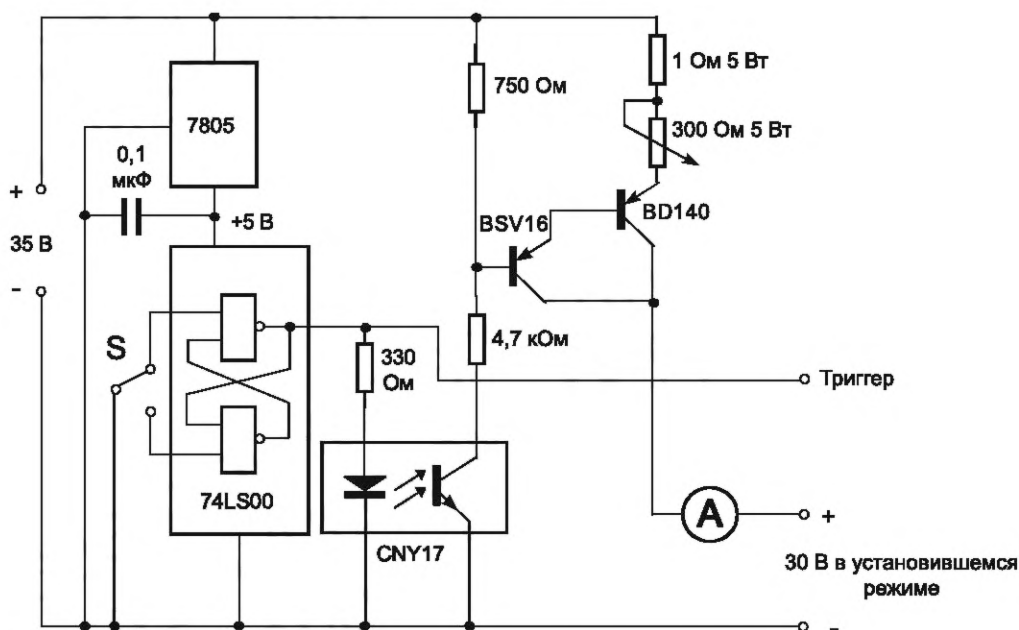 1 Ом 5 Вт
750 Ом
7805
300 Ом 5 Вт
0,1
мкФ
+
BSV16
BD140
+5 В
35 В
-
S
4,7 кОм
330
Ом
Триггер
74LS00
A
+
CNY17
30 В в установившемся
режиме
-